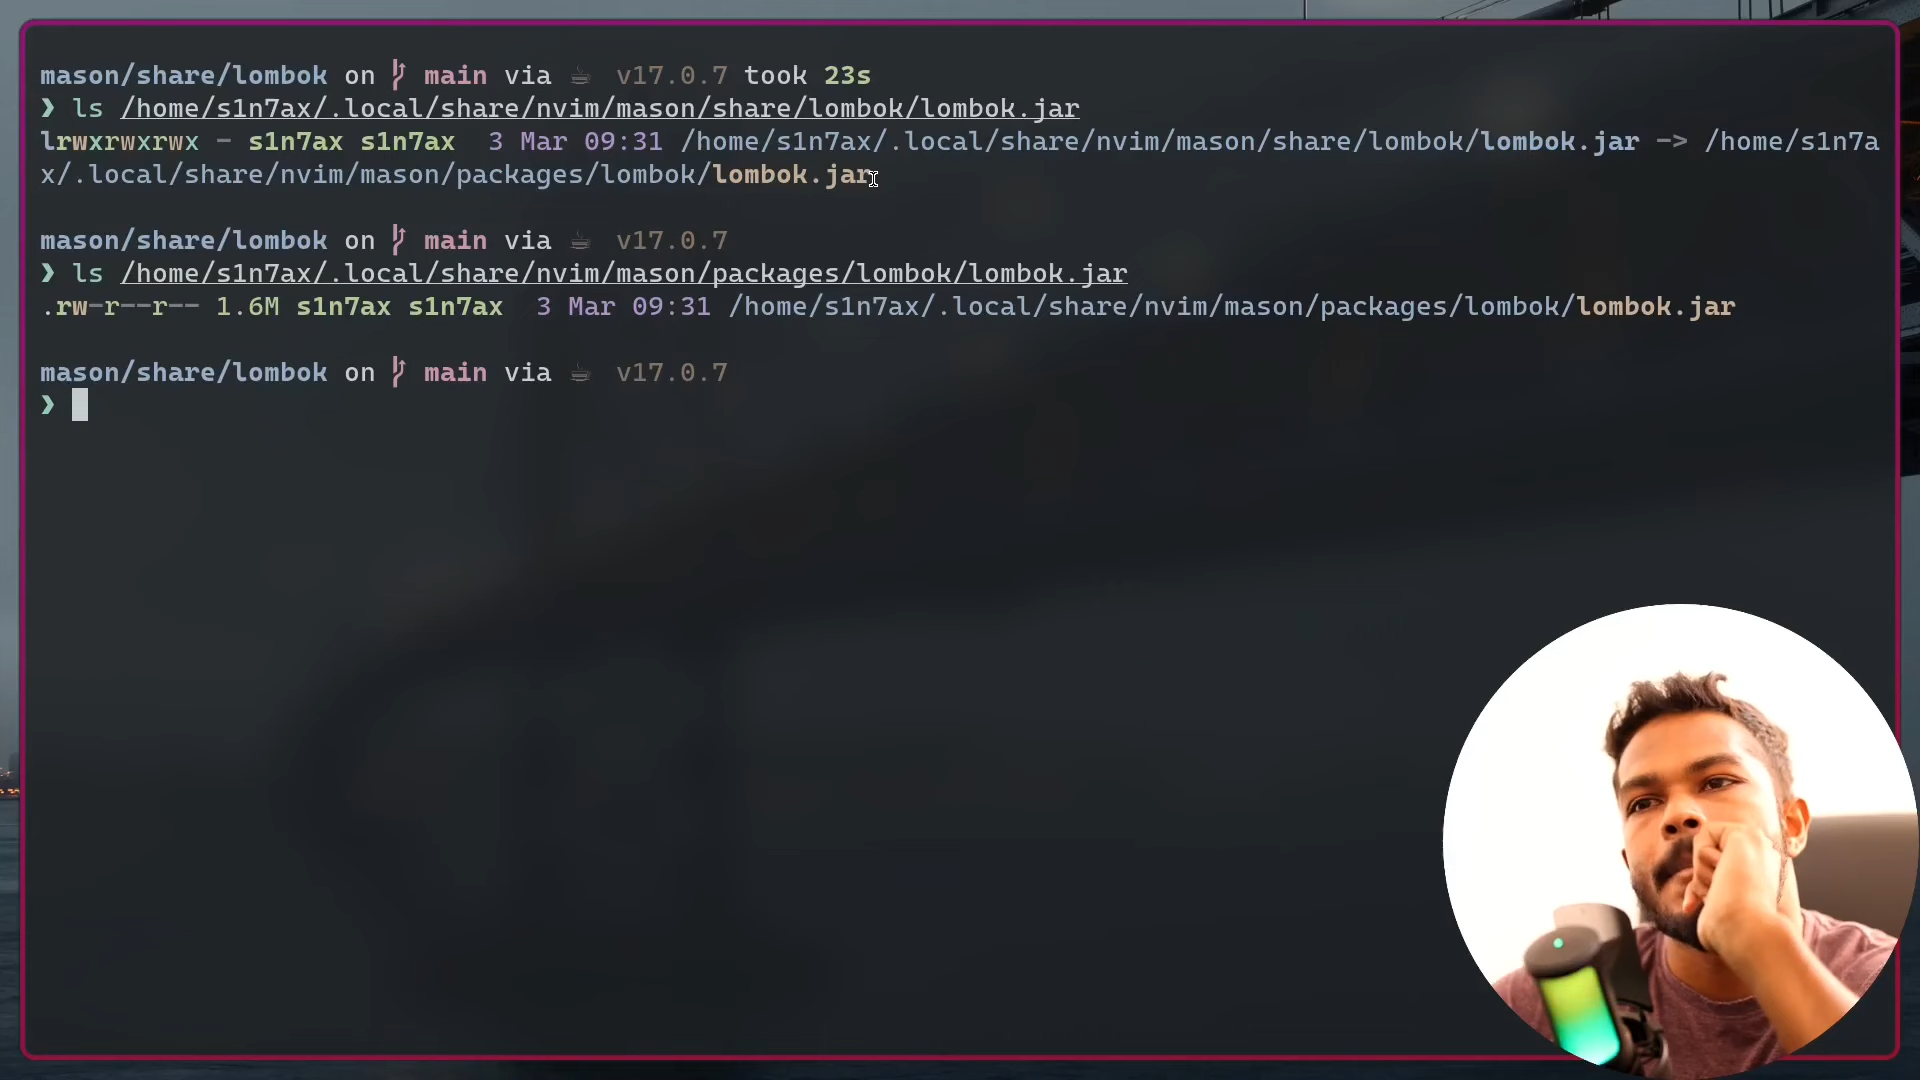 mason/share/lombok on main via v17.0.7 took 23s
❯ ls /home/s1n7ax/.local/share/nvim/mason/share/lombok/lombok.jar
lrwxrwxrwx - s1n7ax s1n7ax 3 Mar 09:31 /home/s1n7ax/.local/share/nvim/mason/share/lombok/lombok.jar -> /home/s1n7a
x/.local/share/nvim/mason/packages/lombok/lombok.jar
mason/share/lombok on main via v17.0.7
❯ ls /home/s1n7ax/.local/share/nvim/mason/packages/lombok/lombok.jar
.rw-r--r-- 1.6M s1n7ax s1n7ax 3 Mar 09:31 /home/s1n7ax/.local/share/nvim/mason/packages/lombok/lombok.jar
mason/share/lombok on main via v17.0.7
❯